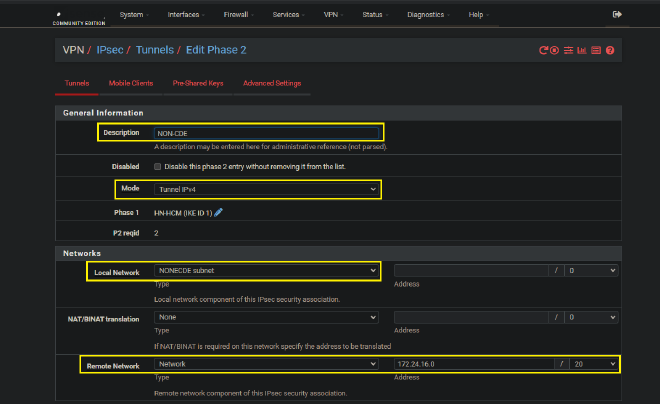 System Interfaces Firewall Services VPN Status Diagnostics Help
COMMUNITY EDITION
VPN / IPsec / Tunnels / Edit Phase 2
Tunnels Mobile Clients Pre-Shared Keys Advanced Settings
General Information
Description NON-CDE
A description may be entered here for administrative reference (not parsed).
Disabled Disable this phase 2 entry without removing it from the list.
Mode Tunnel IPv4
Phase 1 HN-HCM (IKE ID 1)
P2 reqid 2
Networks
Local Network NONECDE subnet / 0
Type Address
Local network component of this IPsec security association.
NAT/BINAT translation None / 0
Type Address
If NAT/BINAT is required on this network specify the address to be translated
Remote Network Network 172.24.16.0 / 20
Type Address
Remote network component of this IPsec security association.